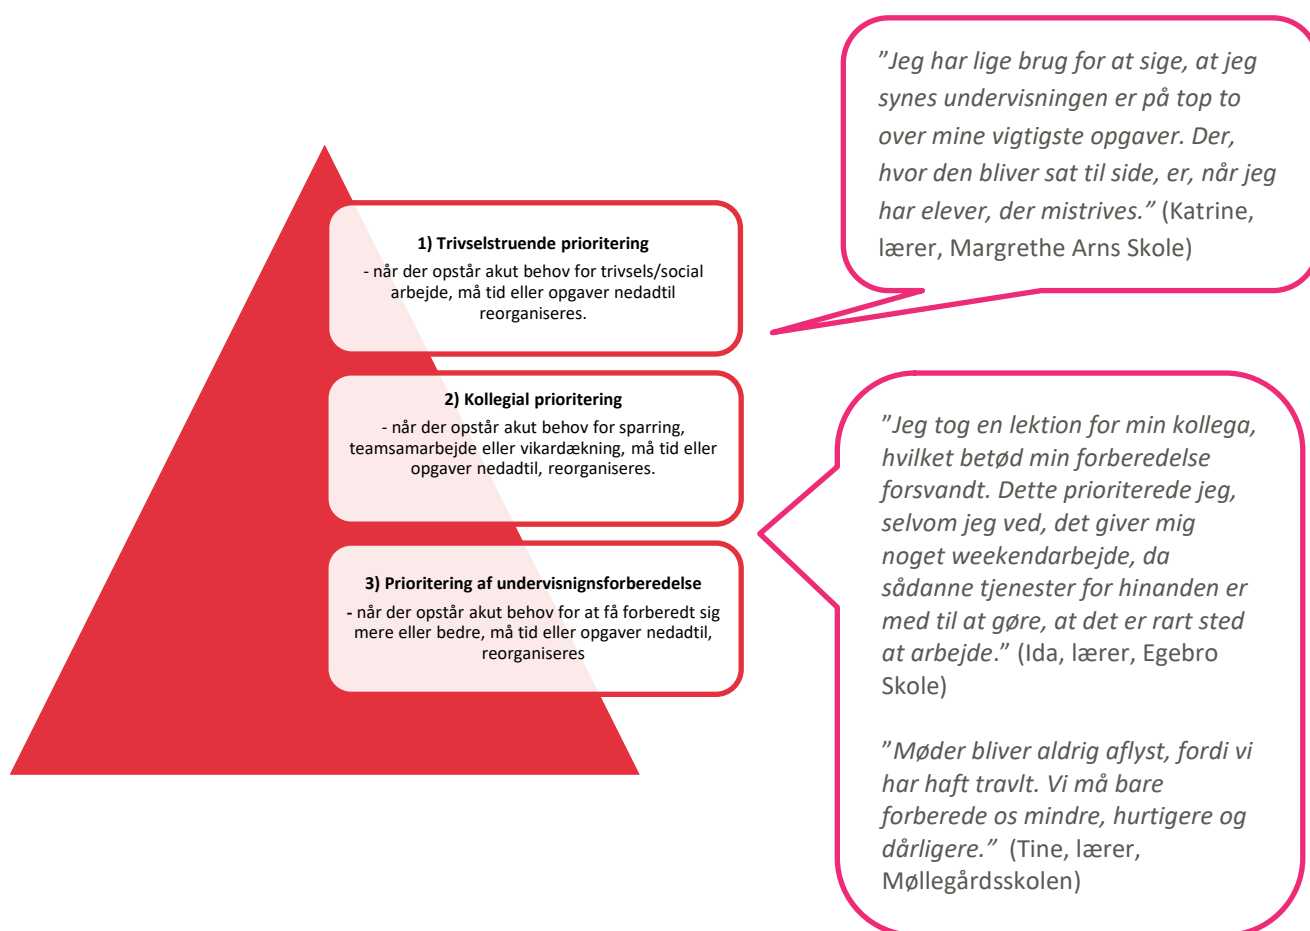 1) Trivselstruende prioritering
- når der opstår akut behov for trivsels/social
arbejde, må tid eller opgaver nedadtil
reorganiseres.
2) Kollegial prioritering
- når der opstår akut behov for sparring,
teamsamarbejde eller vikardækning, må tid eller
opgaver nedadtil, reorganiseres.
3) Prioritering af undervisnignsforberedelse
- når der opstår akut behov for at få forberedt sig
mere eller bedre, må tid eller opgaver nedadtil,
reorganiseres
”Jeg har lige brug for at sige, at jeg
synes undervisningen er på top to
over mine vigtigste opgaver. Der,
hvor den bliver sat til side, er, når jeg
har elever, der mistrives.” (Katrine,
lærer, Margrethe Arns Skole)
”Jeg tog en lektion for min kollega,
hvilket betød min forberedelse
forsvandt. Dette prioriterede jeg,
selvom jeg ved, det giver mig
noget weekendarbejde, da
sådanne tjenester for hinanden er
med til at gøre, at det er rart sted
at arbejde.” (Ida, lærer, Egebro
Skole)
”Møder bliver aldrig aflyst, fordi vi
har haft travlt. Vi må bare
forberede os mindre, hurtigere og
dårligere.” (Tine, lærer,
Møllegårdsskolen)